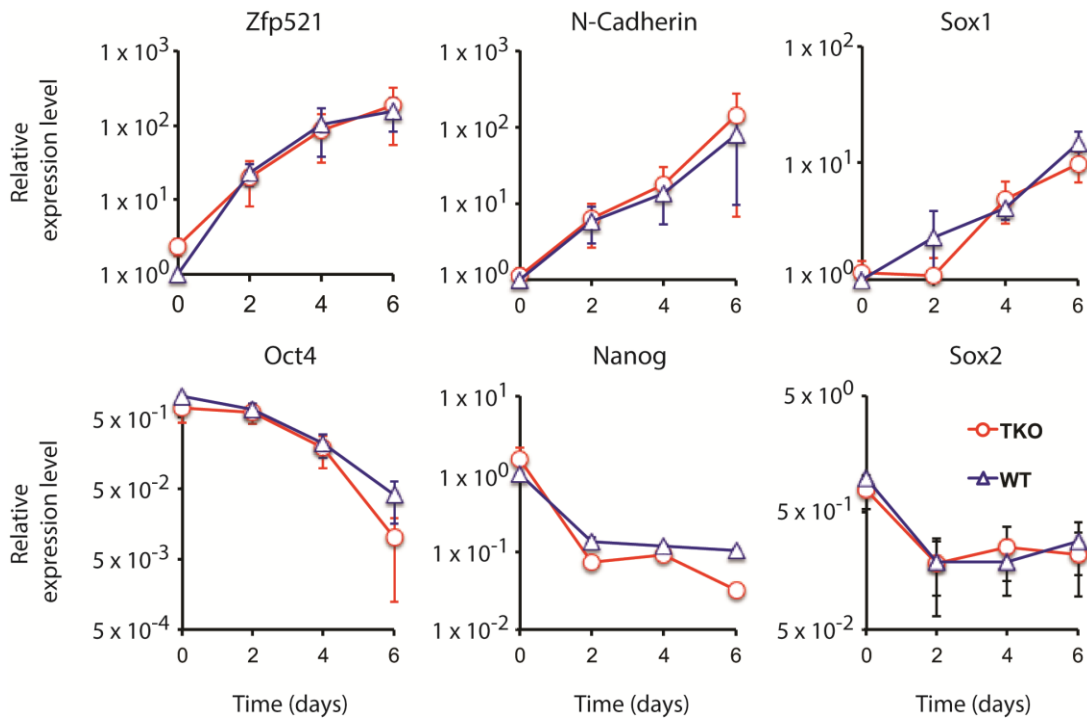 Zfp521
N-Cadherin
Sox1
Relative
expression level
1 x 10³
1 x 10²
1 x 10¹
1 x 10⁰
0 2 4 6
1 x 10³
1 x 10²
1 x 10¹
1 x 10⁰
0 2 4 6
1 x 10²
1 x 10¹
1 x 10⁰
0 2 4 6
Oct4
Nanog
Sox2
Relative
expression level
5 x 10⁻¹
5 x 10⁻²
5 x 10⁻³
5 x 10⁻⁴
0 2 4 6
Time (days)
1 x 10¹
1 x 10⁰
1 x 10⁻¹
1 x 10⁻²
0 2 4 6
Time (days)
5 x 10⁰
5 x 10⁻¹
5 x 10⁻²
TKO
WT
0 2 4 6
Time (days)